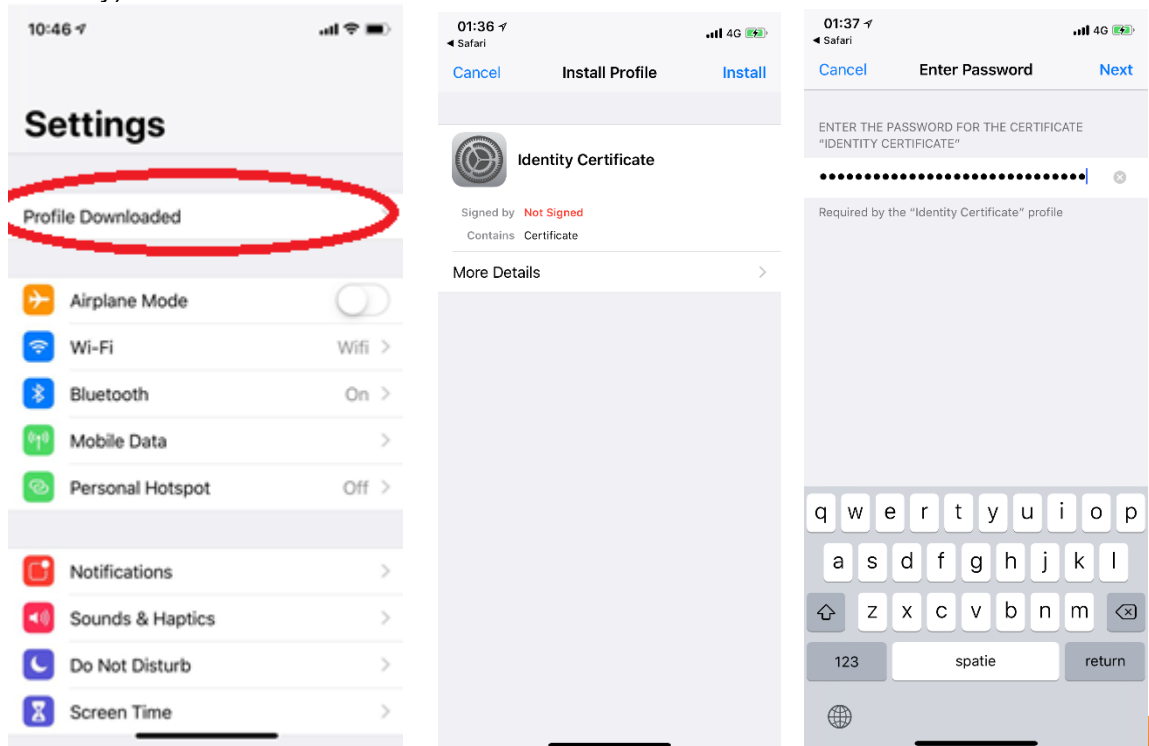 10:46
Settings
Profile Downloaded
Airplane Mode
Wi-Fi Wifi
Bluetooth On
Mobile Data
Personal Hotspot Off
Notifications
Sounds & Haptics
Do Not Disturb
Screen Time
01:36
Safari
4G
Cancel Install Profile Install
Identity Certificate
Signed by Not Signed
Contains Certificate
More Details
01:37
Safari
4G
Cancel Enter Password Next
ENTER THE PASSWORD FOR THE CERTIFICATE
"IDENTITY CERTIFICATE"
Required by the "Identity Certificate" profile
q w e r t y u i o p
a s d f g h j k l
z x c v b n m
123 spatie return